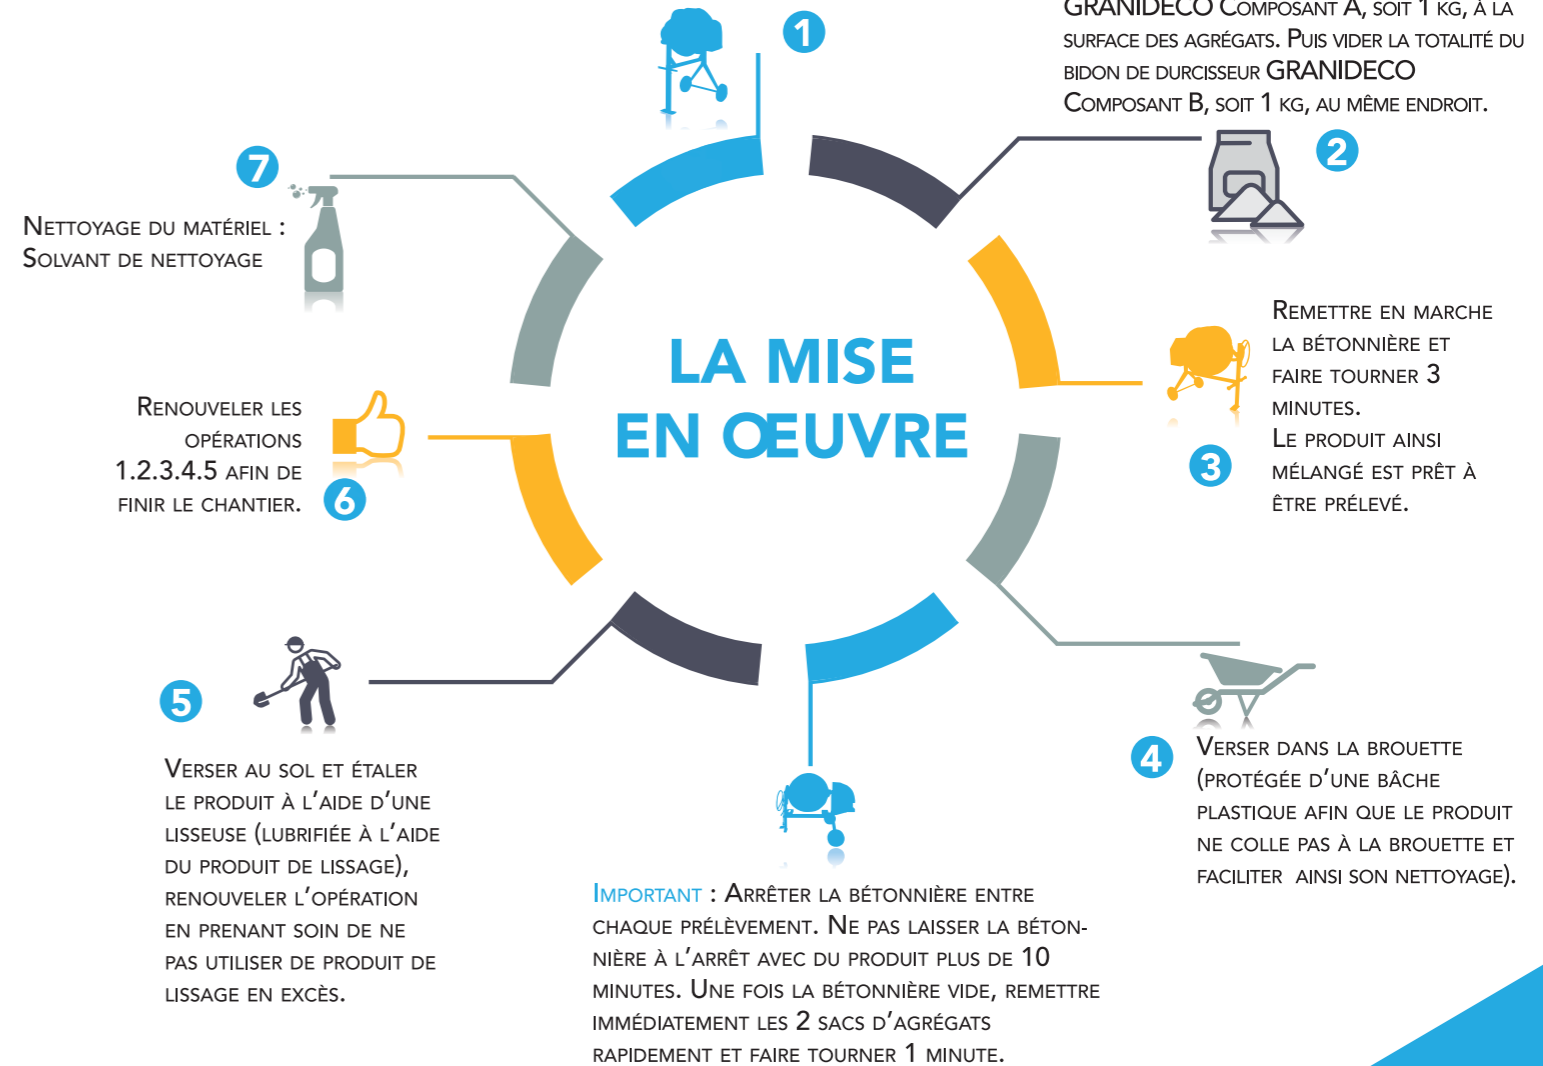 1
GRANIDECO Composant A, soit 1 kg, à la
surface des agrégats. Puis vider la totalité du
bidon de durcisseur GRANIDECO
Composant B, soit 1 kg, au même endroit.
2
7
Nettoyage du matériel :
Solvant de nettoyage
LA MISE
EN ŒUVRE
Remettre en marche
la bétonnière et
faire tourner 3
minutes.
Le produit ainsi
mélangé est prêt à
être prélevé.
3
Renouveler les
opérations
1.2.3.4.5 afin de
finir le chantier.
6
5
Verser au sol et étaler
le produit à l'aide d'une
lisseuse (lubrifiée à l'aide
du produit de lissage),
renouveler l'opération
en prenant soin de ne
pas utiliser de produit de
lissage en excès.
4
Verser dans la brouette
(protégée d'une bâche
plastique afin que le produit
ne colle pas à la brouette et
faciliter ainsi son nettoyage).
Important : Arrêter la bétonnière entre
chaque prélèvement. Ne pas laisser la béton-
nière à l'arrêt avec du produit plus de 10
minutes. Une fois la bétonnière vide, remettre
immédiatement les 2 sacs d'agrégats
rapidement et faire tourner 1 minute.